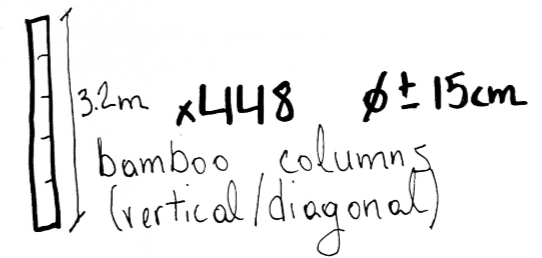 3.2m x448 ϕ ± 15cm
bamboo columns
(vertical/diagonal)